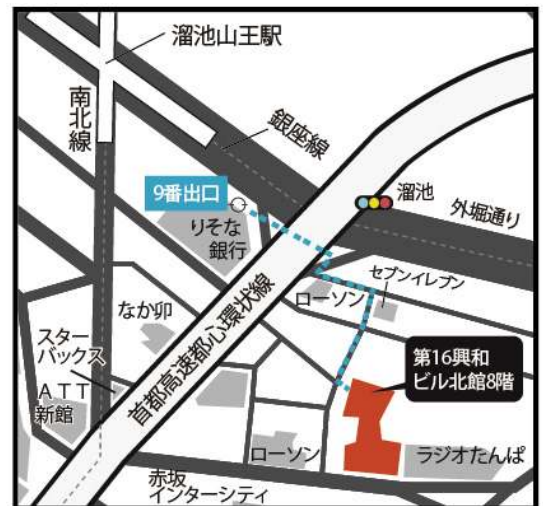 溜池山王駅
南北線
銀座線
9番出口
りそな
銀行
溜池
外堀通り
セブンイレブン
ローソン
なか卯
首都高速都心環状線
スター
バックス
ＡＴＴ
新館
第16興和
ビル北館8階
ローソン
ラジオたんぱ
赤坂
インターシティ